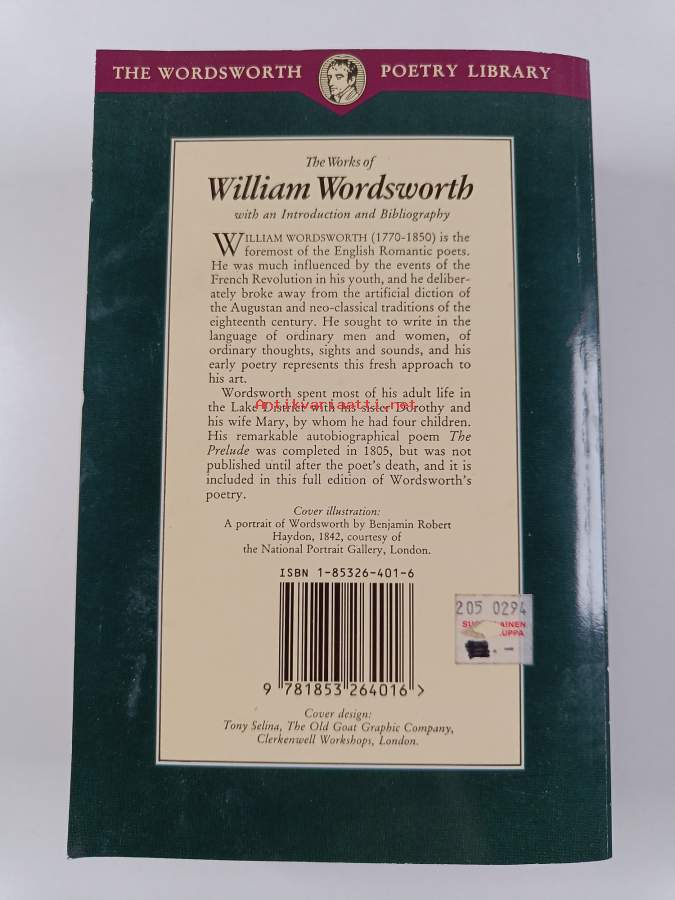 THE WORDSWORTH POETRY LIBRARY
The Works of
William Wordsworth
with an Introduction and Bibliography
WILLIAM WORDSWORTH (1770-1850) is the
foremost of the English Romantic poets.
He was much influenced by the events of the
French Revolution in his youth, and he deliber-
ately broke away from the artificial diction of
the Augustan and neo-classical traditions of the
eighteenth century. He sought to write in the
language of ordinary men and women, of
ordinary thoughts, sights and sounds, and his
early poetry represents this fresh approach to
his art.
Wordsworth spent most of his adult life in
Antikvariaatti.net
the Lake District with his sister Dorothy and
his wife Mary, by whom he had four children.
His remarkable autobiographical poem The
Prelude was completed in 1805, but was not
published until after the poet's death, and it is
included in this full edition of Wordsworth's
poetry.
Cover illustration:
A portrait of Wordsworth by Benjamin Robert
Haydon, 1842, courtesy of
the National Portrait Gallery, London.
ISBN 1-85326-401-6
205 0294
9 781853 264016 >
Cover design:
Tony Selina, The Old Goat Graphic Company,
Clerkenwell Workshops, London.